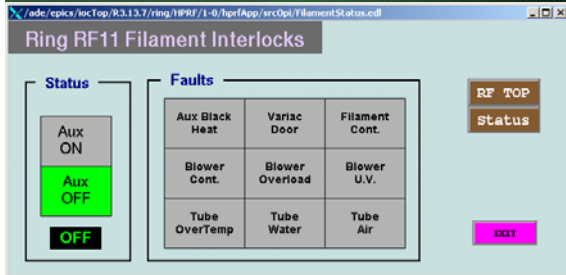 /ade/epics/iocTop/R3.13.7/ring/HPRF/1-0/hprfApp/srcOpi/FilamentStatus.edl
Ring RF11 Filament Interlocks
Status
Aux
ON
Aux
OFF
OFF
Faults
Aux Black
Heat
Variac
Door
Filament
Cont.
Blower
Cont.
Blower
Overload
Blower
U.V.
Tube
OverTemp
Tube
Water
Tube
Air
RF TOP
Status
EXIT